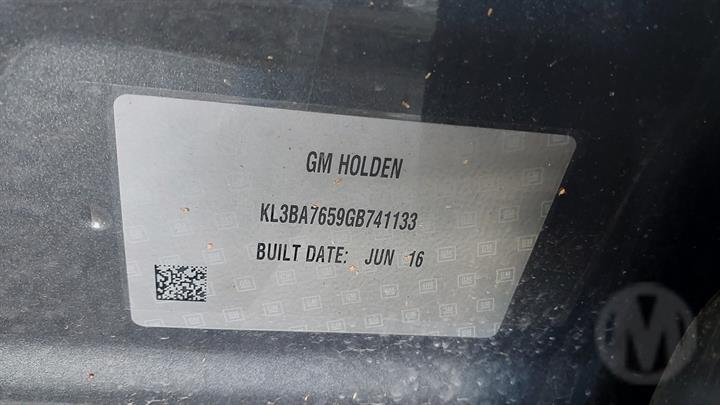 GM HOLDEN
KL3BA7659GB741133
BUILT DATE: JUN 16
M